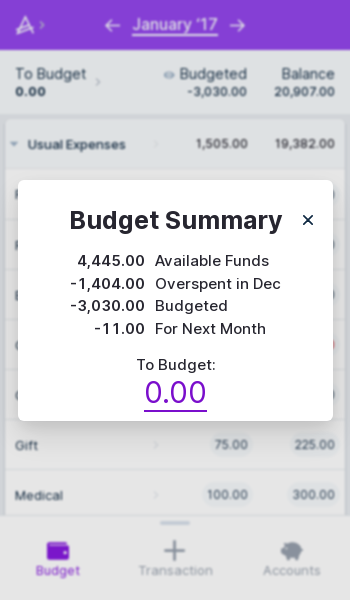 January '17
To Budget
0.00
Budgeted
-3,030.00
Balance
20,907.00
Usual Expenses 1,505.00 19,382.00
Budget Summary ×
4,445.00 Available Funds
-1,404.00 Overspent in Dec
-3,030.00 Budgeted
-11.00 For Next Month
To Budget:
0.00
Gift 75.00 225.00
Medical 100.00 300.00
Budget Transaction Accounts